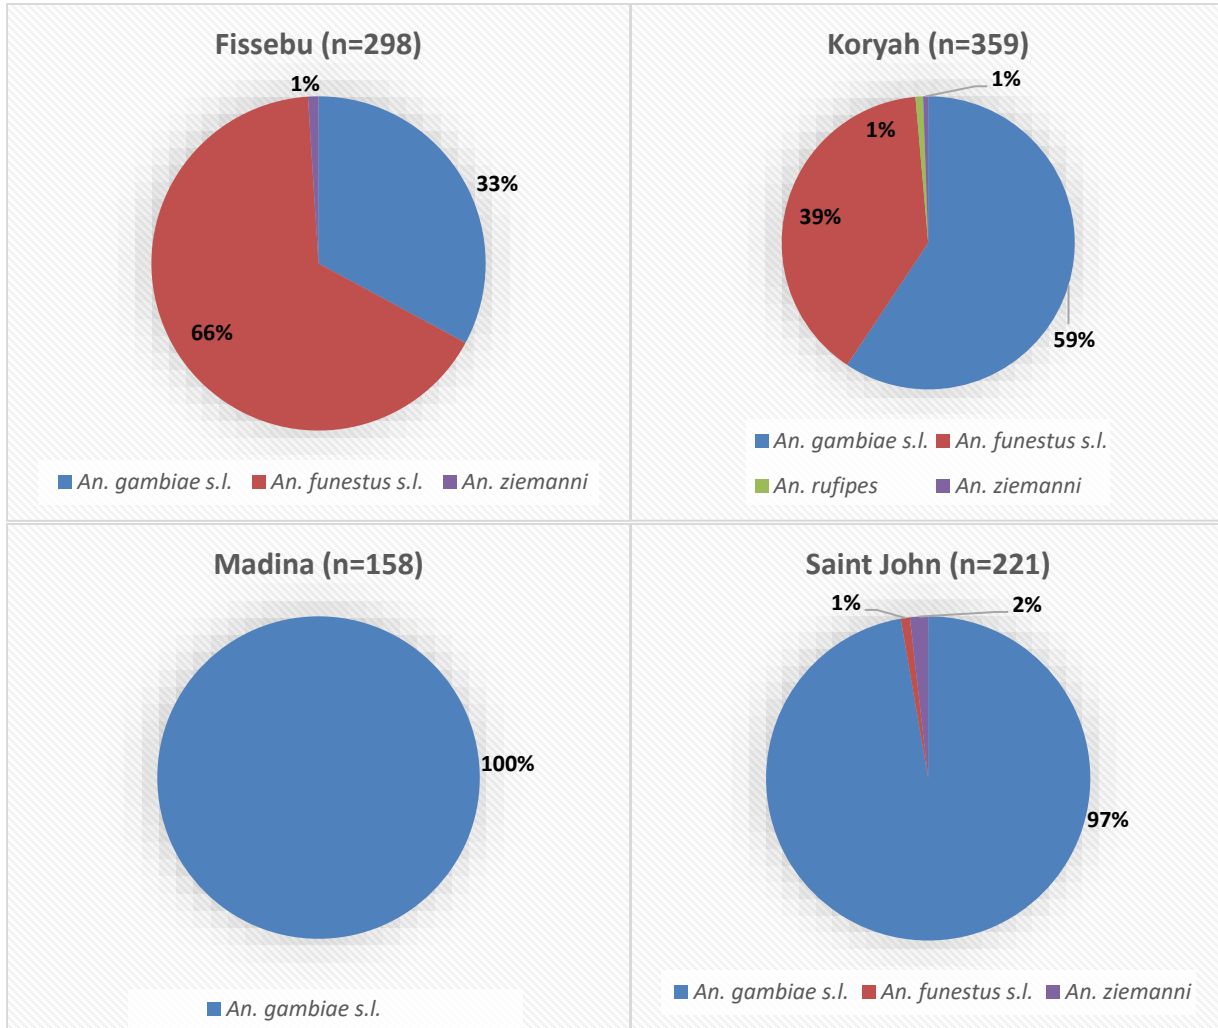 Fissebu (n=298)
1%
33%
66%
An. gambiae s.l. An. funestus s.l. An. ziemanni
Koryah (n=359)
1%
1%
39%
59%
An. gambiae s.l. An. funestus s.l.
An. rufipes An. ziemanni
Madina (n=158)
100%
An. gambiae s.l.
Saint John (n=221)
1% 2%
97%
An. gambiae s.l. An. funestus s.l. An. ziemanni